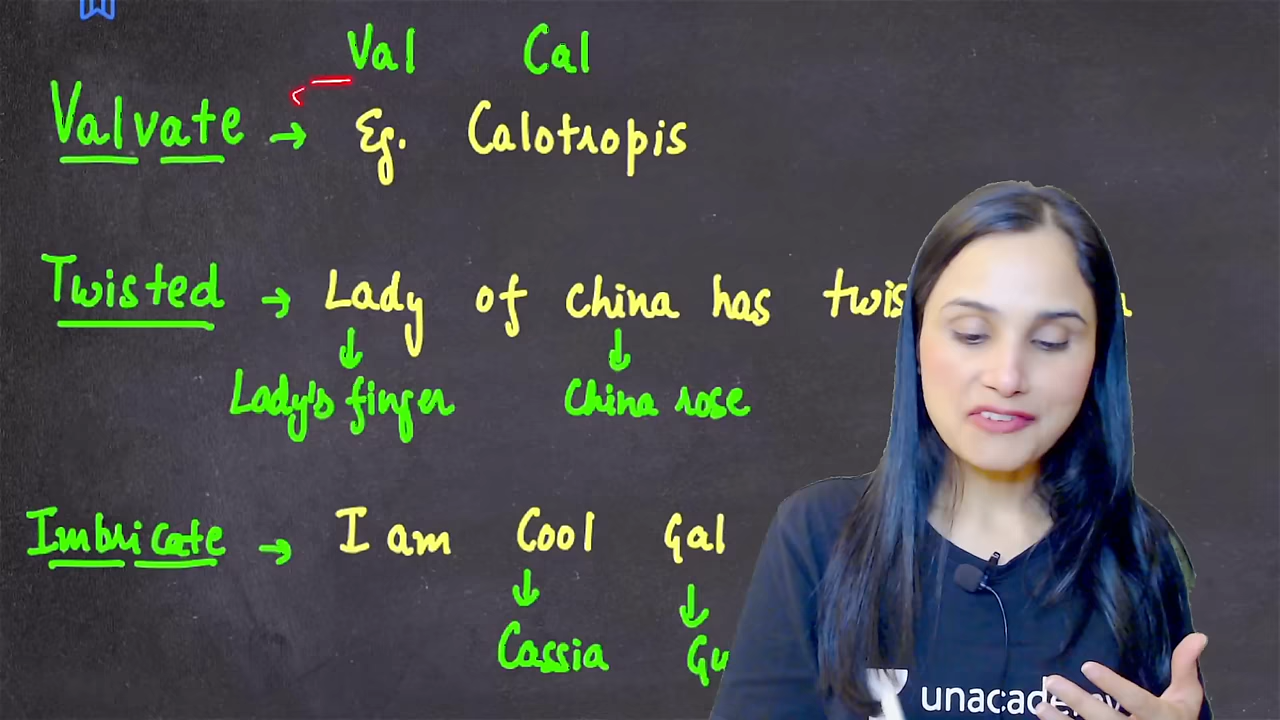 Val Cal
Valvate → Eg. Calotropis
Twisted → Lady of China has
Lady's finger China rose
Imbricate → I am Cool Gal
Cassia
unacademy